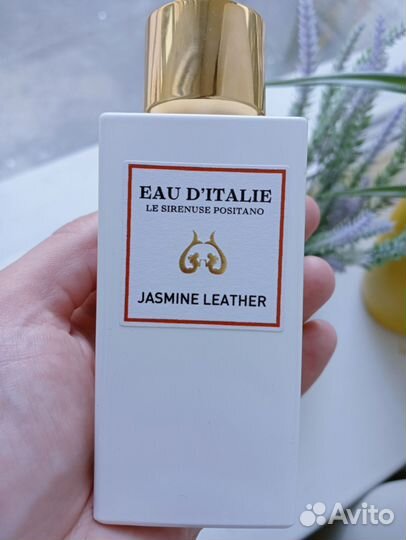 EAU D'ITALIE
LE SIRENUSE POSITANO
JASMINE LEATHER
Avito